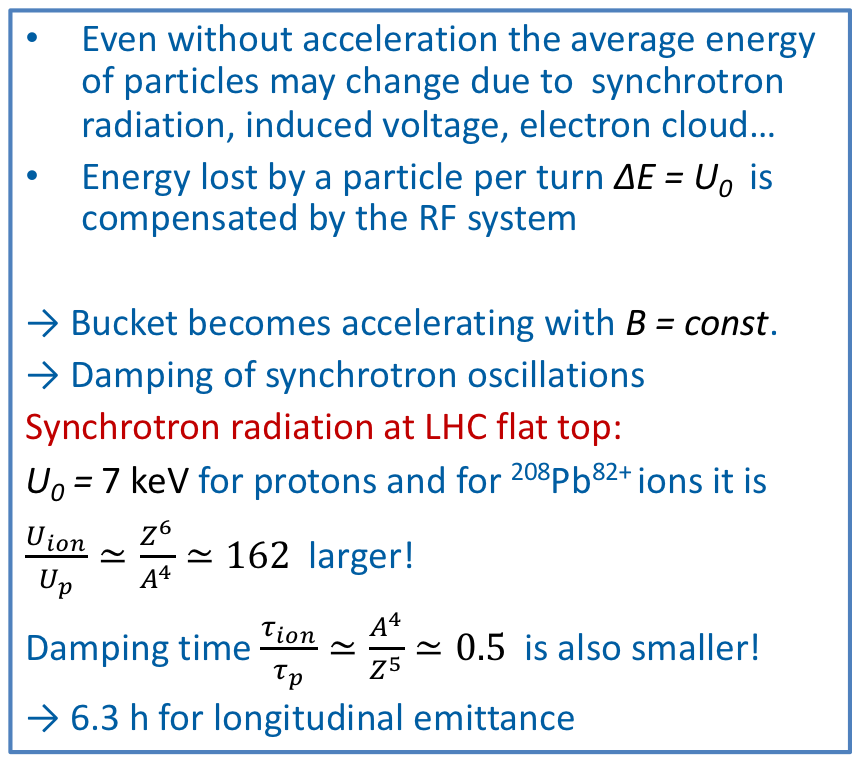 • Even without acceleration the average energy
of particles may change due to synchrotron
radiation, induced voltage, electron cloud…
• Energy lost by a particle per turn ΔE = U₀ is
compensated by the RF system
→ Bucket becomes accelerating with B = const.
→ Damping of synchrotron oscillations
Synchrotron radiation at LHC flat top:
U₀ = 7 keV for protons and for ²⁰⁸Pb⁸²⁺ ions it is
U_ion/U_p ≃ Z⁶/A⁴ ≃ 162 larger!
Damping time τ_ion/τ_p ≃ A⁴/Z⁵ ≃ 0.5 is also smaller!
→ 6.3 h for longitudinal emittance